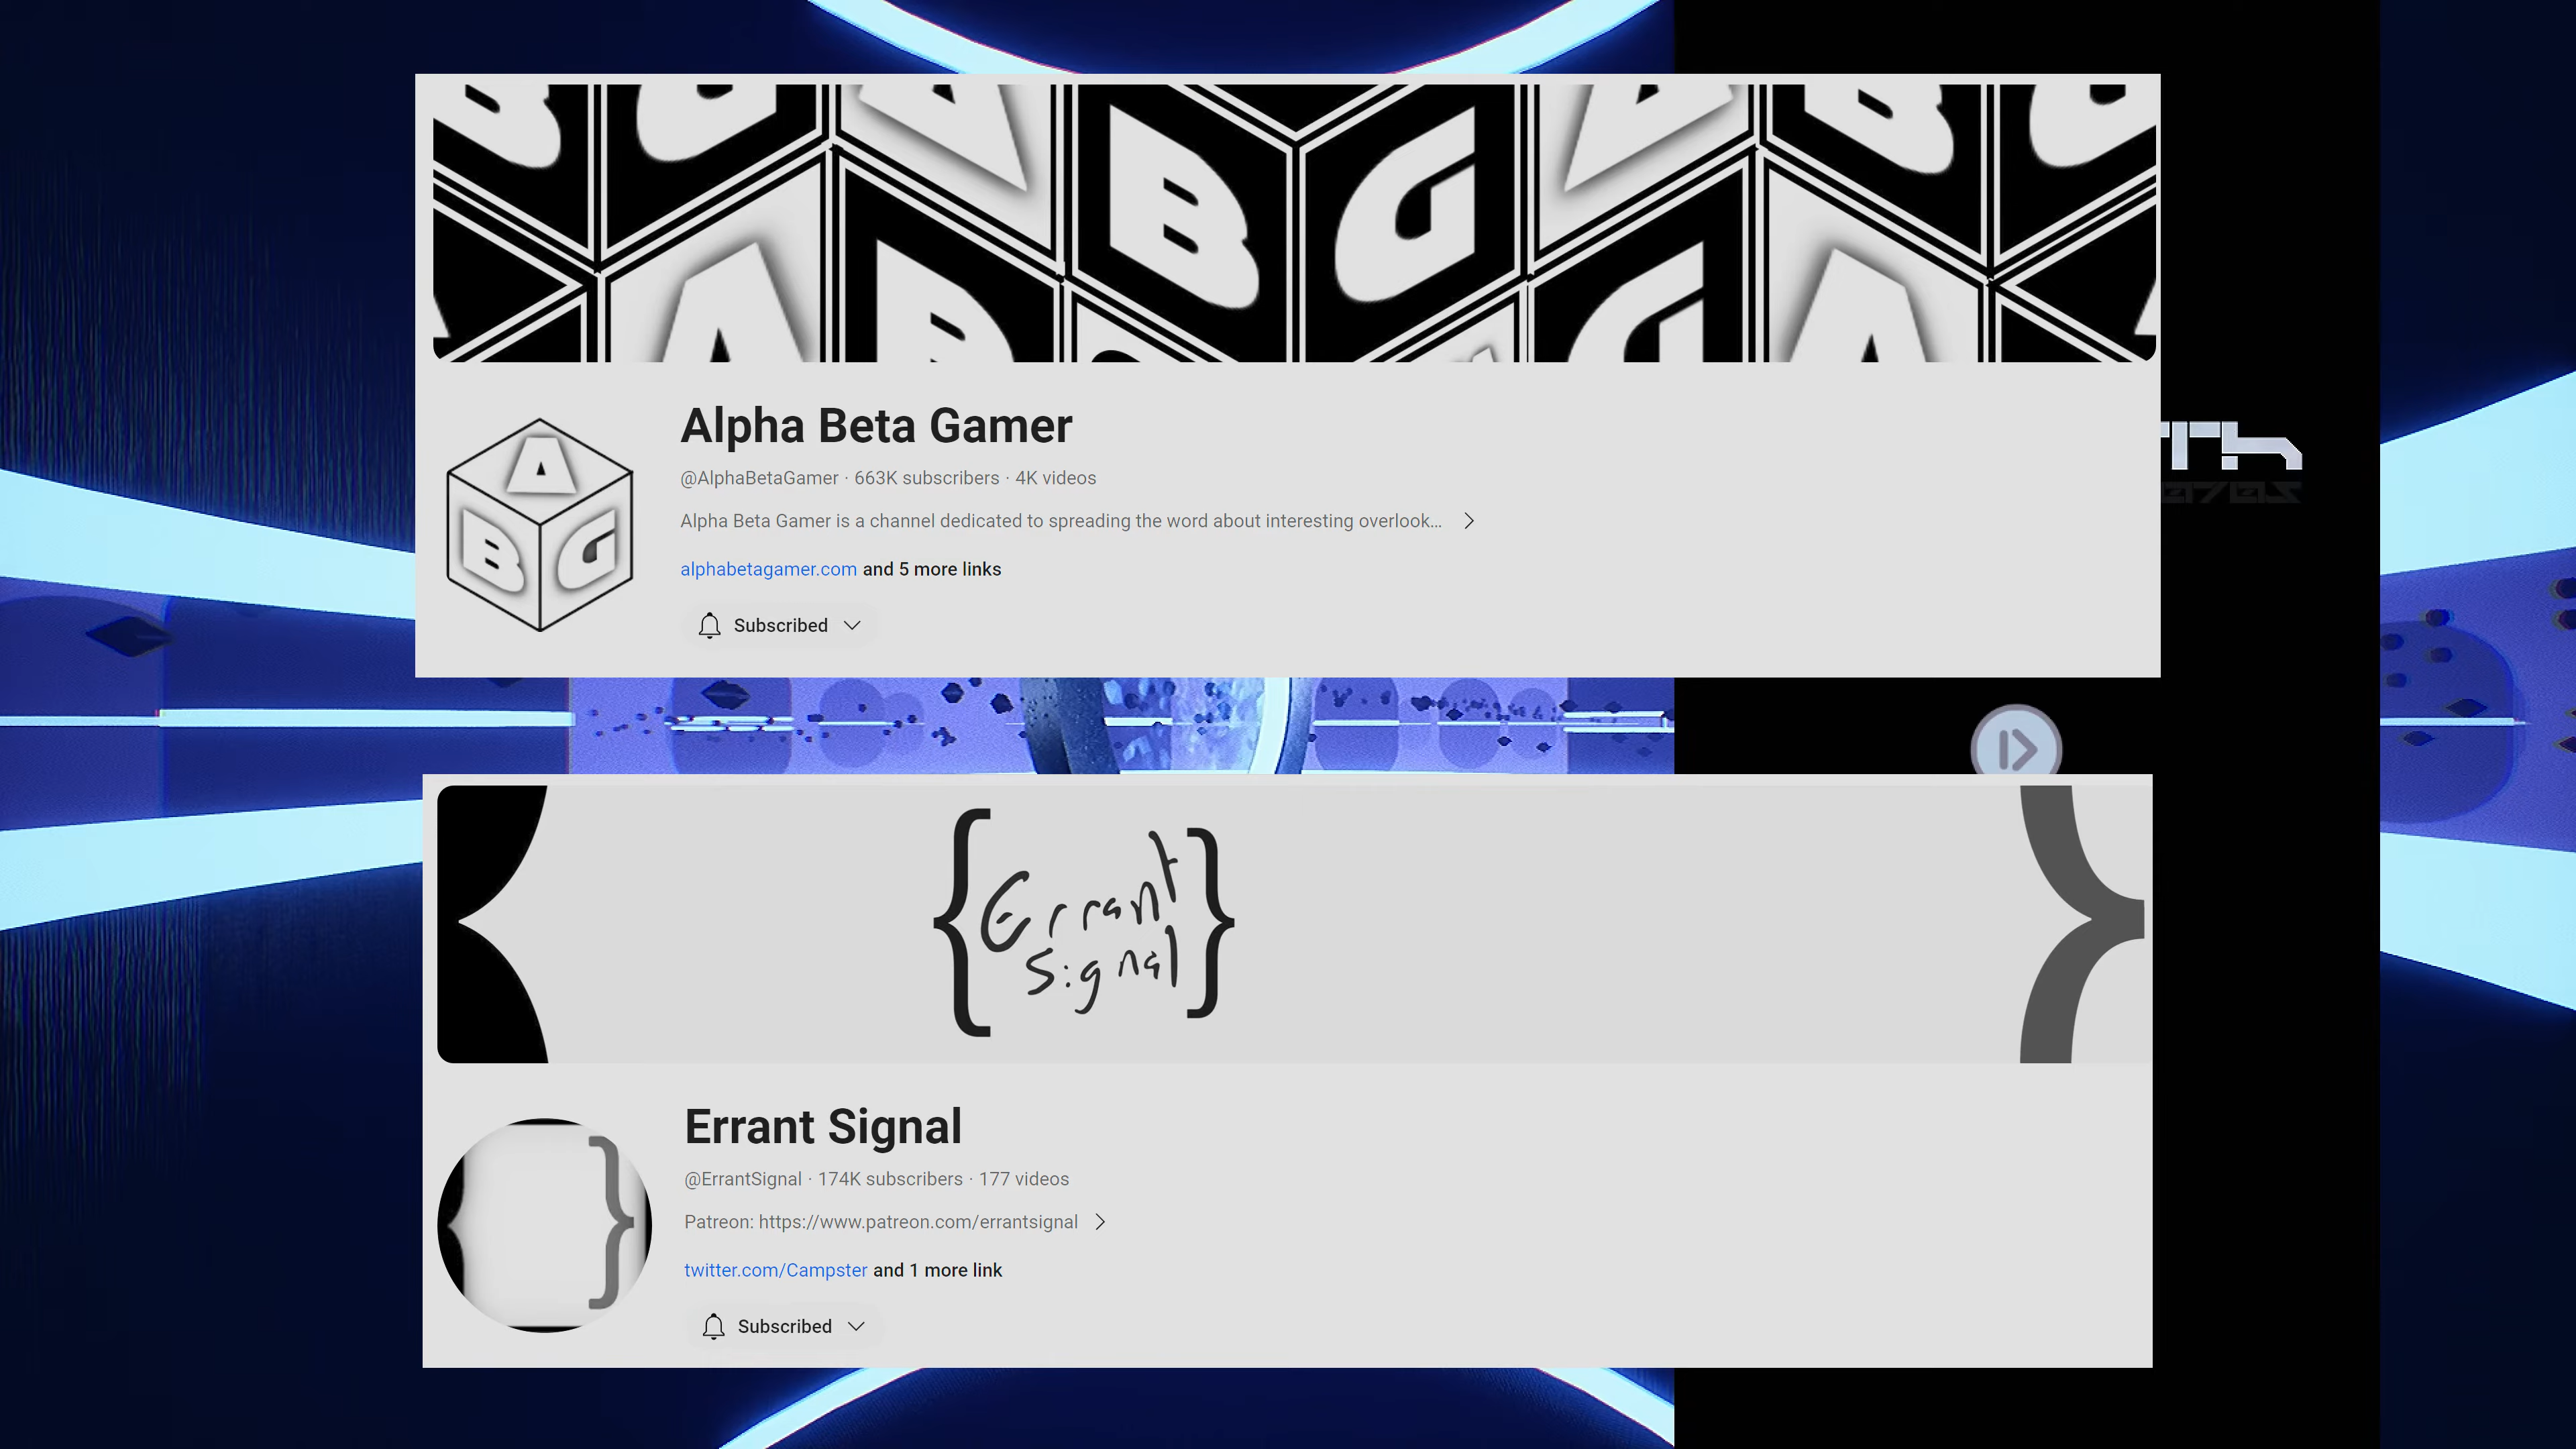 A B G
Alpha Beta Gamer
@AlphaBetaGamer · 663K subscribers · 4K videos
Alpha Beta Gamer is a channel dedicated to spreading the word about interesting overlook...
alphabetagamer.com and 5 more links
Subscribed
{Errant
Signal}
Errant Signal
@ErrantSignal · 174K subscribers · 177 videos
Patreon: https://www.patreon.com/errantsignal
twitter.com/Campster and 1 more link
Subscribed